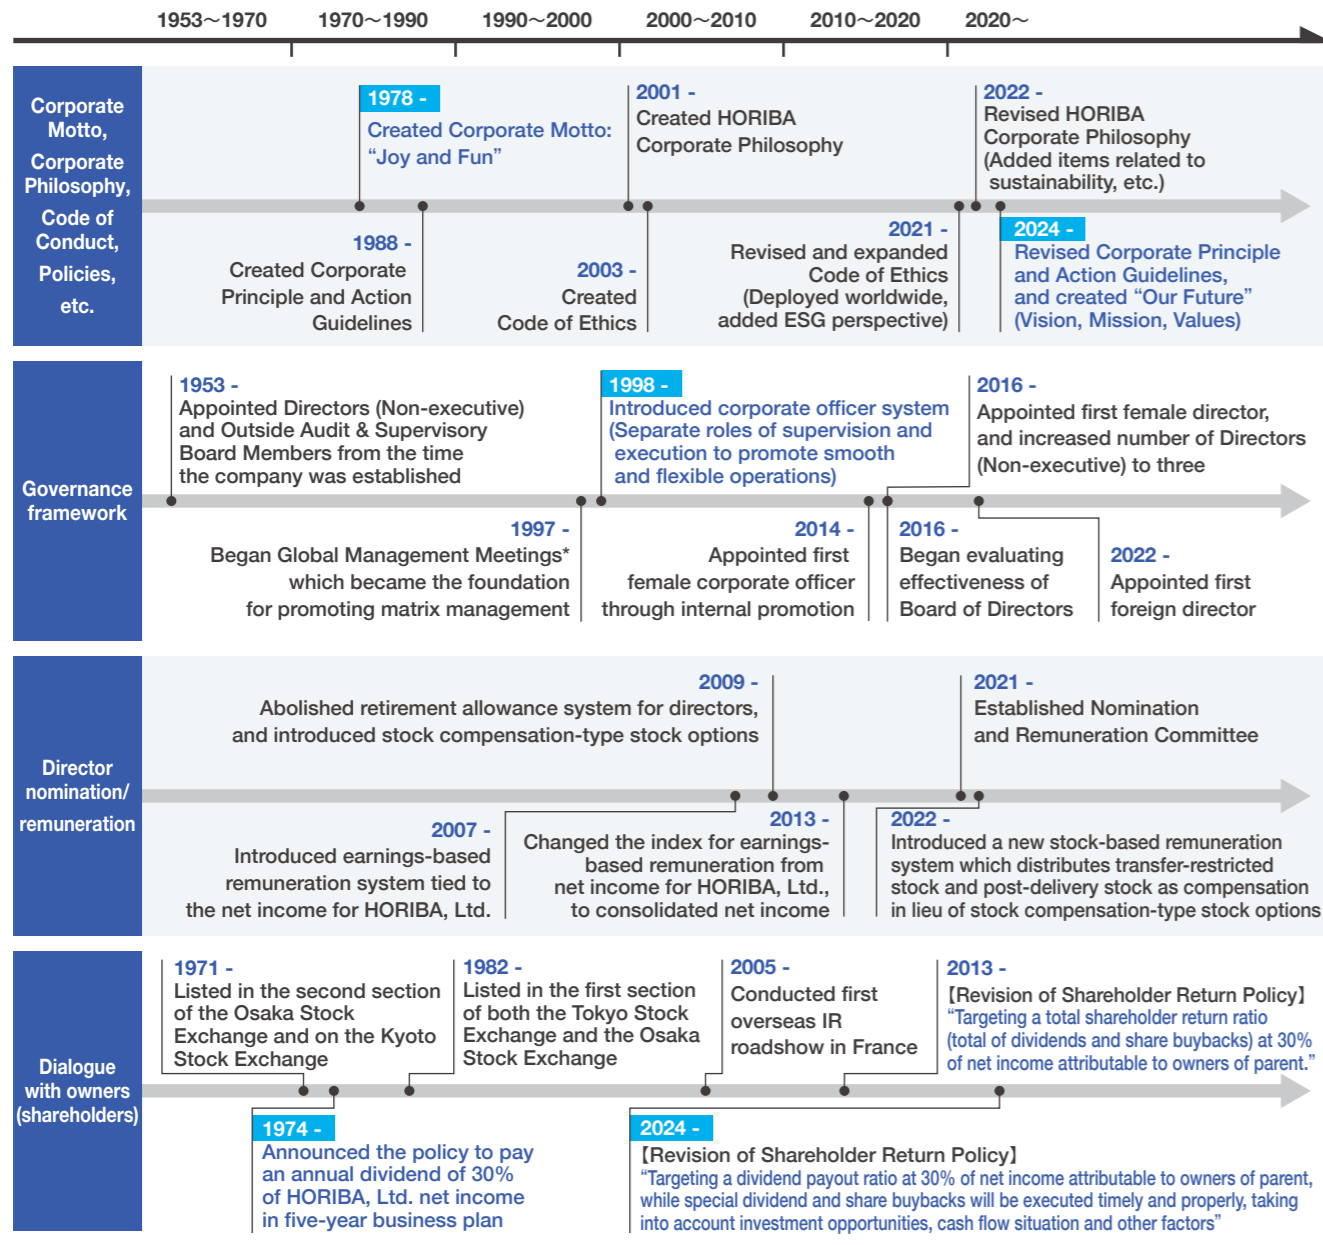 1953～1970
1970～1990
1990～2000
2000～2010
2010～2020
2020～
Corporate
Motto,
Corporate
Philosophy,
Code of
Conduct,
Policies,
etc.
1978 -
Created Corporate Motto:
“Joy and Fun”
2001 -
Created HORIBA
Corporate Philosophy
2022 -
Revised HORIBA
Corporate Philosophy
(Added items related to
sustainability, etc.)
1988 -
Created Corporate
Principle and Action
Guidelines
2003 -
Created
Code of Ethics
2021 -
Revised and expanded
Code of Ethics
(Deployed worldwide,
added ESG perspective)
2024 -
Revised Corporate Principle
and Action Guidelines,
and created “Our Future”
(Vision, Mission, Values)
Governance
framework
1953 -
Appointed Directors (Non-executive)
and Outside Audit & Supervisory
Board Members from the time
the company was established
1998 -
Introduced corporate officer system
(Separate roles of supervision and
execution to promote smooth
and flexible operations)
2016 -
Appointed first female director,
and increased number of Directors
(Non-executive) to three
1997 -
Began Global Management Meetings*
which became the foundation
for promoting matrix management
2014 -
Appointed first
female corporate officer
through internal promotion
2016 -
Began evaluating
effectiveness of
Board of Directors
2022 -
Appointed first
foreign director
Director
nomination/
remuneration
2009 -
Abolished retirement allowance system for directors,
and introduced stock compensation-type stock options
2021 -
Established Nomination
and Remuneration Committee
2007 -
Introduced earnings-based
remuneration system tied to
the net income for HORIBA, Ltd.
2013 -
Changed the index for earnings-
based remuneration from
net income for HORIBA, Ltd.,
to consolidated net income
2022 -
Introduced a new stock-based remuneration
system which distributes transfer-restricted
stock and post-delivery stock as compensation
in lieu of stock compensation-type stock options
Dialogue
with owners
(shareholders)
1971 -
Listed in the second section
of the Osaka Stock
Exchange and on the Kyoto
Stock Exchange
1982 -
Listed in the first section
of both the Tokyo Stock
Exchange and the Osaka
Stock Exchange
2005 -
Conducted first
overseas IR
roadshow in France
2013 -
【Revision of Shareholder Return Policy】
“Targeting a total shareholder return ratio
(total of dividends and share buybacks) at 30%
of net income attributable to owners of parent.”
1974 -
Announced the policy to pay
an annual dividend of 30%
of HORIBA, Ltd. net income
in five-year business plan
2024 -
【Revision of Shareholder Return Policy】
“Targeting a dividend payout ratio at 30% of net income attributable to owners of parent,
while special dividend and share buybacks will be executed timely and properly, taking
into account investment opportunities, cash flow situation and other factors”